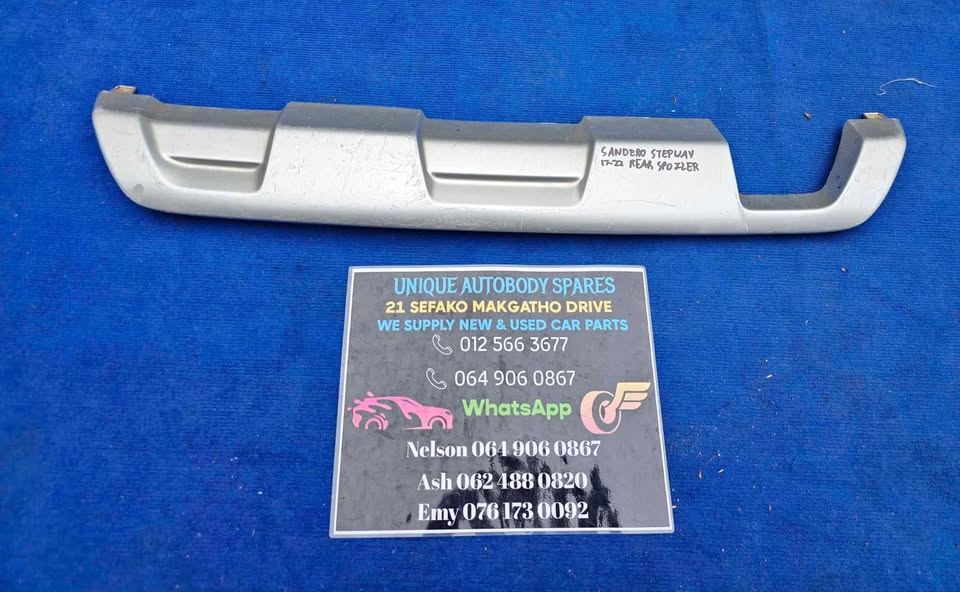 SANDERO STEPWAY
17-22 REAR SPOILER
UNIQUE AUTOBODY SPARES
21 SEFAKO MAKGATHO DRIVE
WE SUPPLY NEW & USED CAR PARTS
012 566 3677
064 906 0867
WhatsApp
Nelson 064 906 0867
Ash 062 488 0820
Emy 076 173 0092